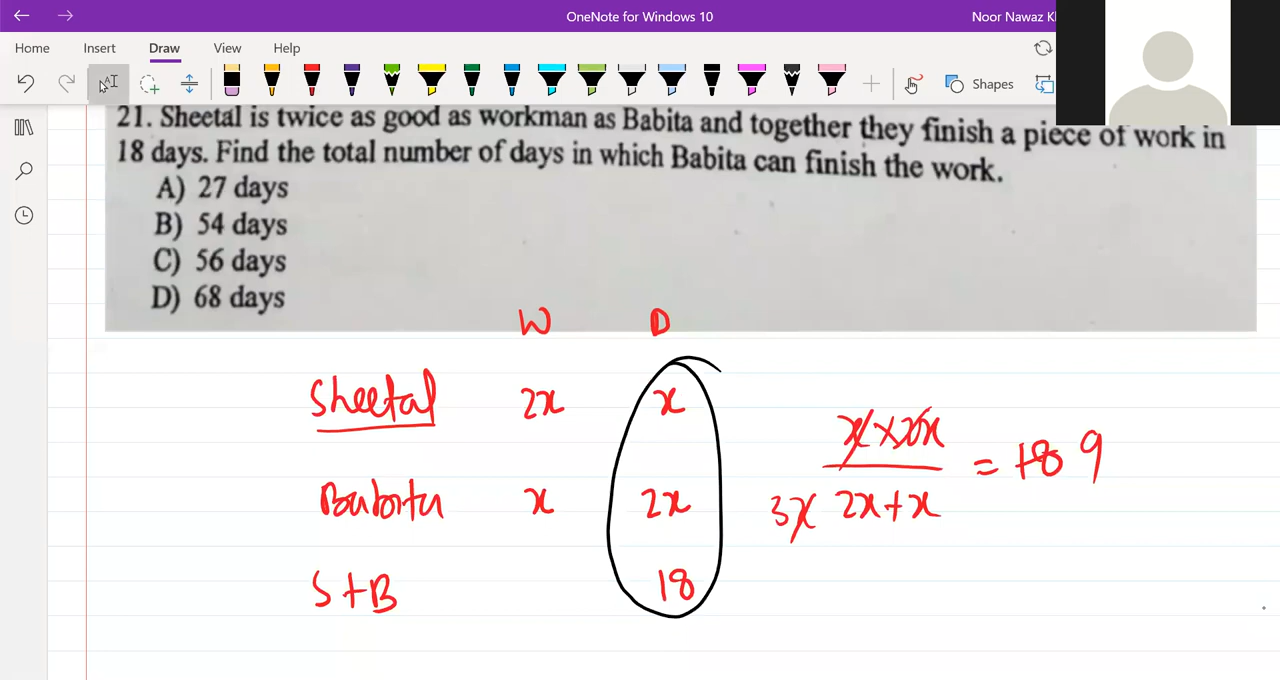 OneNote for Windows 10
Noor Nawaz Kh
Home Insert Draw View Help
Shapes
21. Sheetal is twice as good as workman as Babita and together they finish a piece of work in
18 days. Find the total number of days in which Babita can finish the work.
A) 27 days
B) 54 days
C) 56 days
D) 68 days
W D
Sheetal 2x x
Babita x 2x
S+B 18
x × 2x
= 18 9
3x 2x+x